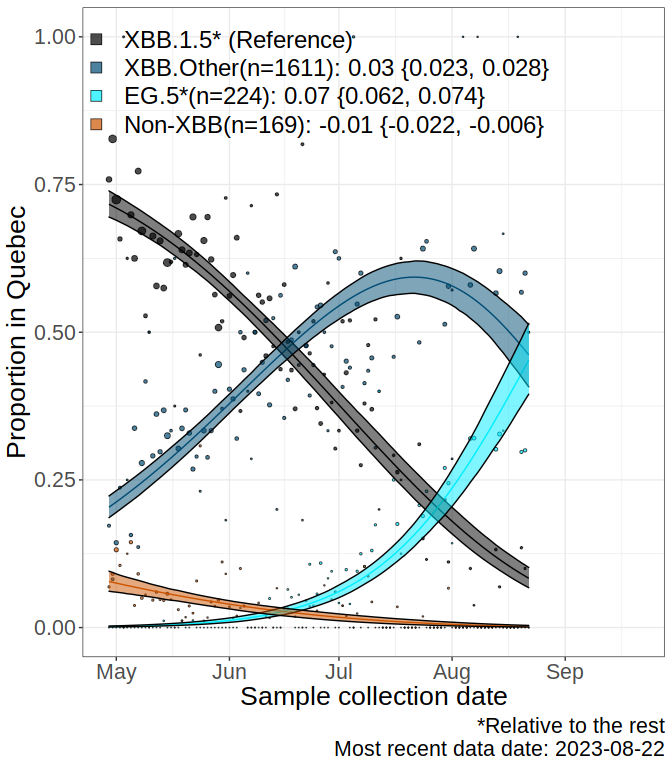 XBB.1.5* (Reference)
XBB.Other(n=1611): 0.03 {0.023, 0.028}
EG.5*(n=224): 0.07 {0.062, 0.074}
Non-XBB(n=169): -0.01 {-0.022, -0.006}
1.00
0.75
0.50
0.25
0.00
Proportion in Quebec
May Jun Jul Aug Sep
Sample collection date
*Relative to the rest
Most recent data date: 2023-08-22